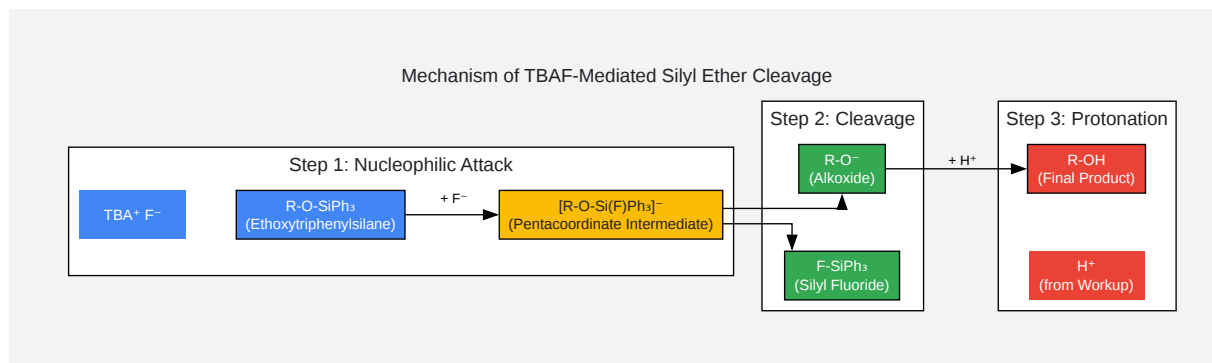 Mechanism of TBAF-Mediated Silyl Ether Cleavage
Step 1: Nucleophilic Attack
TBA⁺ F⁻
R-O-SiPh₃
(Ethoxytriphenylsilane)
+ F⁻
[R-O-Si(F)Ph₃]⁻
(Pentacoordinate Intermediate)
Step 2: Cleavage
R-O⁻
(Alkoxide)
F-SiPh₃
(Silyl Fluoride)
+ H⁺
Step 3: Protonation
R-OH
(Final Product)
H⁺
(from Workup)